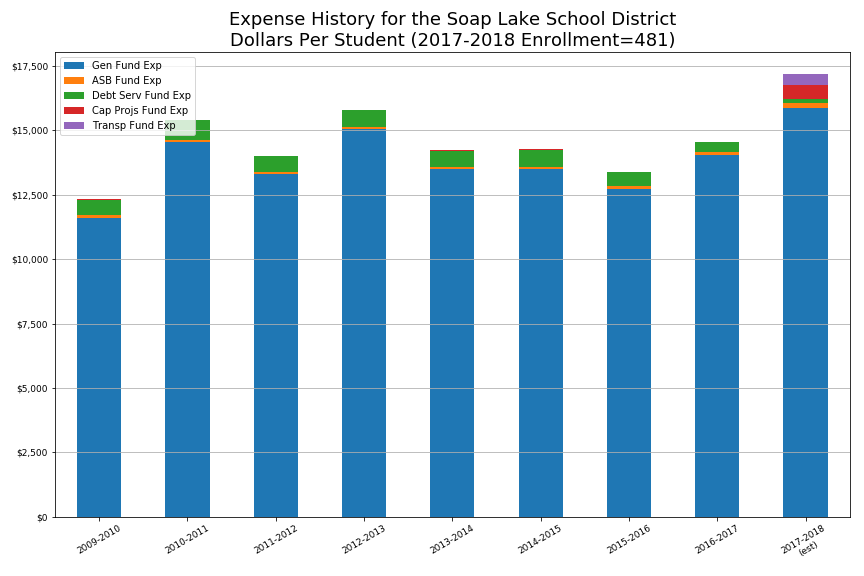 Expense History for the Soap Lake School District
Dollars Per Student (2017-2018 Enrollment=481)
Gen Fund Exp
ASB Fund Exp
Debt Serv Fund Exp
Cap Projs Fund Exp
Transp Fund Exp
$17,500
$15,000
$12,500
$10,000
$7,500
$5,000
$2,500
$0
2009-2010
2010-2011
2011-2012
2012-2013
2013-2014
2014-2015
2015-2016
2016-2017
2017-2018
(est)